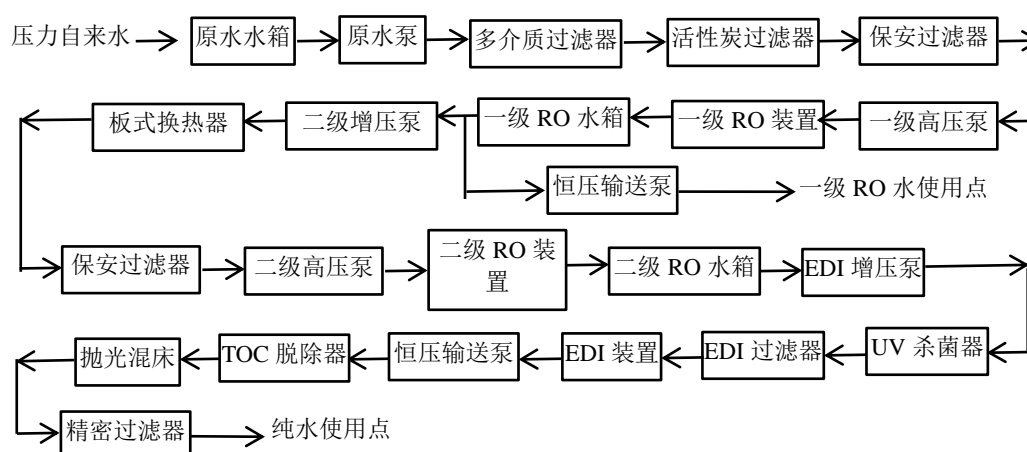 压力自来水 原水水箱 原水泵 多介质过滤器 活性炭过滤器 保安过滤器
板式换热器 二级增压泵 一级 RO 水箱 一级 RO 装置 一级高压泵
恒压输送泵 一级 RO 水使用点
保安过滤器 二级高压泵 二级 RO 装置 二级 RO 水箱 EDI 增压泵
抛光混床 TOC 脱除器 恒压输送泵 EDI 装置 EDI 过滤器 UV 杀菌器
精密过滤器 纯水使用点